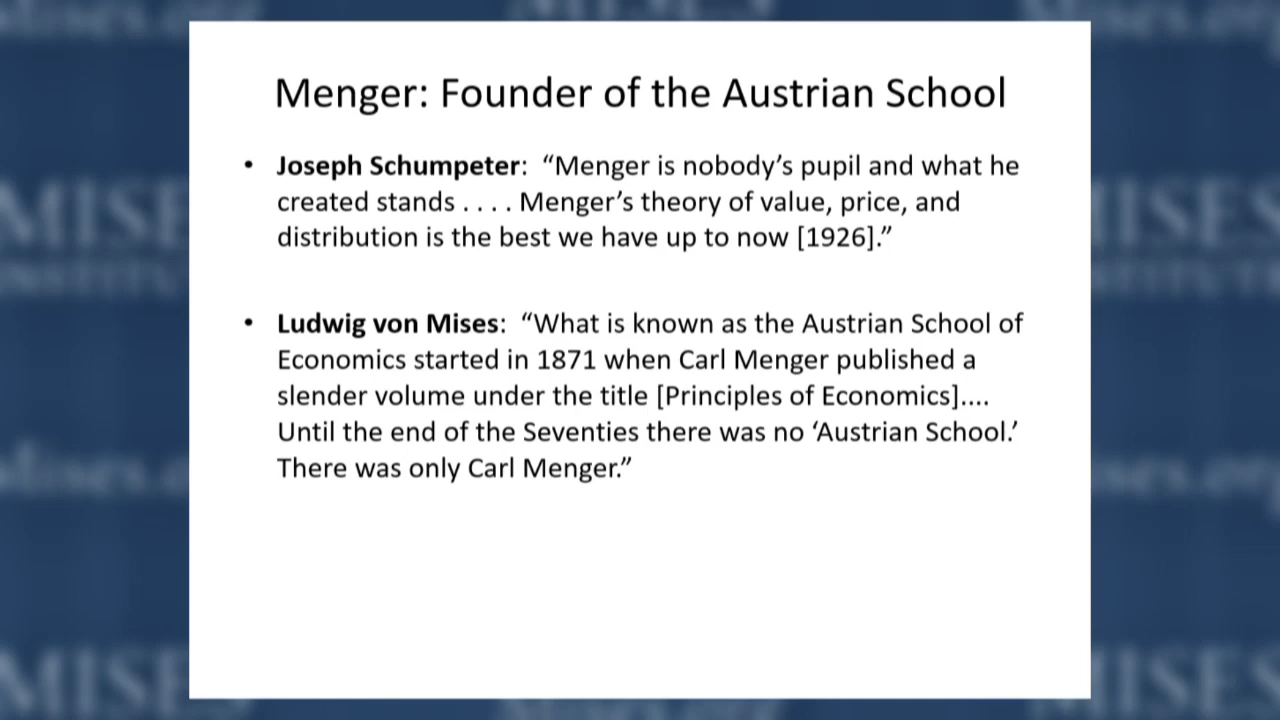 Menger: Founder of the Austrian School
• Joseph Schumpeter: “Menger is nobody’s pupil and what he
created stands . . . . Menger’s theory of value, price, and
distribution is the best we have up to now [1926].”
• Ludwig von Mises: “What is known as the Austrian School of
Economics started in 1871 when Carl Menger published a
slender volume under the title [Principles of Economics]....
Until the end of the Seventies there was no ‘Austrian School.’
There was only Carl Menger.”